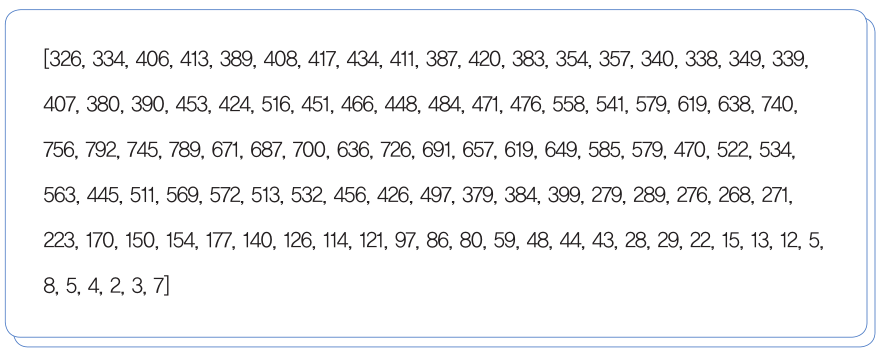 [326, 334, 406, 413, 389, 408, 417, 434, 411, 387, 420, 383, 354, 357, 340, 338, 349, 339,
407, 380, 390, 453, 424, 516, 451, 466, 448, 484, 471, 476, 558, 541, 579, 619, 638, 740,
756, 792, 745, 789, 671, 687, 700, 636, 726, 691, 657, 619, 649, 585, 579, 470, 522, 534,
563, 445, 511, 569, 572, 513, 532, 456, 426, 497, 379, 384, 399, 279, 289, 276, 268, 271,
223, 170, 150, 154, 177, 140, 126, 114, 121, 97, 86, 80, 59, 48, 44, 43, 28, 29, 22, 15, 13, 12, 5,
8, 5, 4, 2, 3, 7]